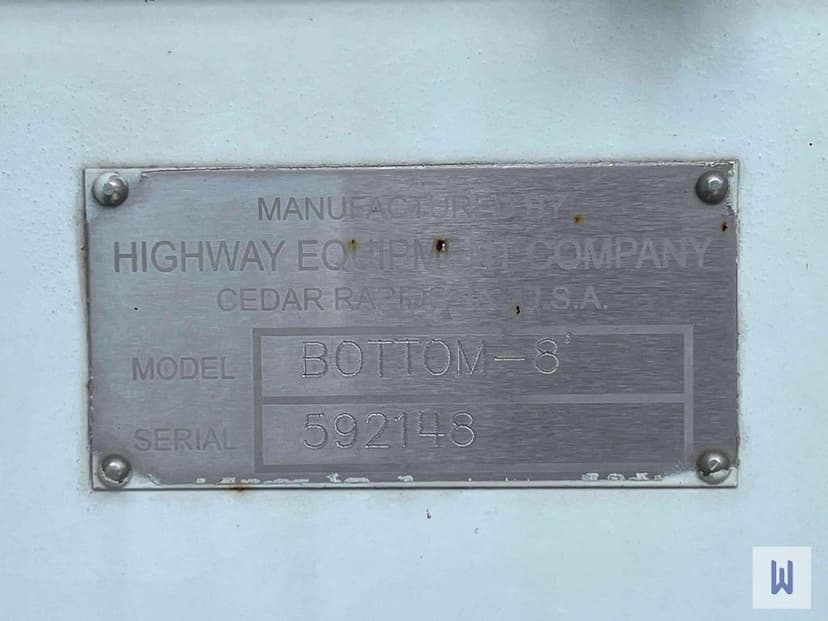 MANUFACTURED BY
HIGHWAY EQUIPMENT COMPANY
CEDAR RAPIDS U.S.A.
MODEL BOTTOM-8'
SERIAL 592148
W